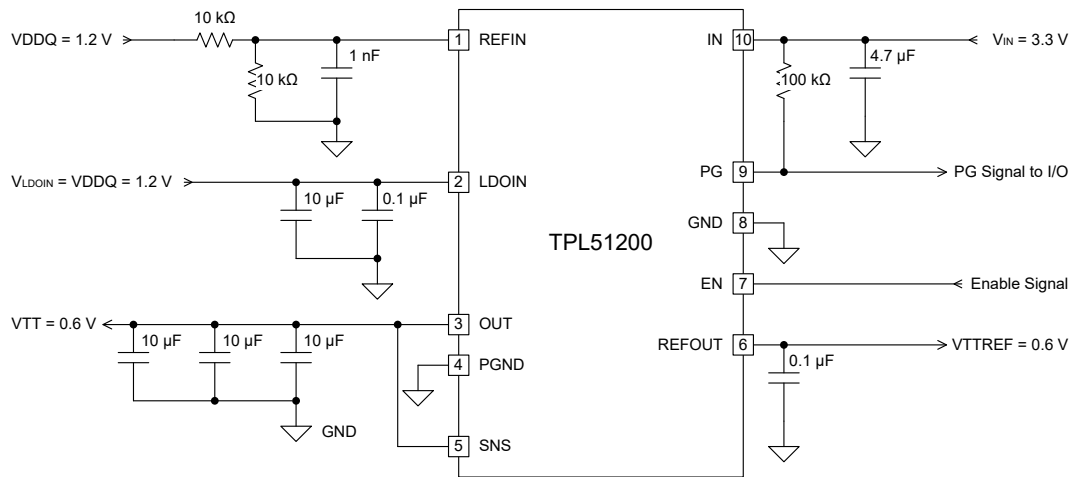 10 kΩ
VDDQ = 1.2 V
1
REFIN
IN
10
VIN = 3.3 V
10 kΩ
1 nF
100 kΩ
4.7 µF
VLDOIN = VDDQ = 1.2 V
2
LDOIN
PG
9
PG Signal to I/O
10 µF
0.1 µF
GND
8
TPL51200
EN
7
Enable Signal
VTT = 0.6 V
3
OUT
10 µF
10 µF
10 µF
REFOUT
6
VTTREF = 0.6 V
4
PGND
0.1 µF
GND
5
SNS